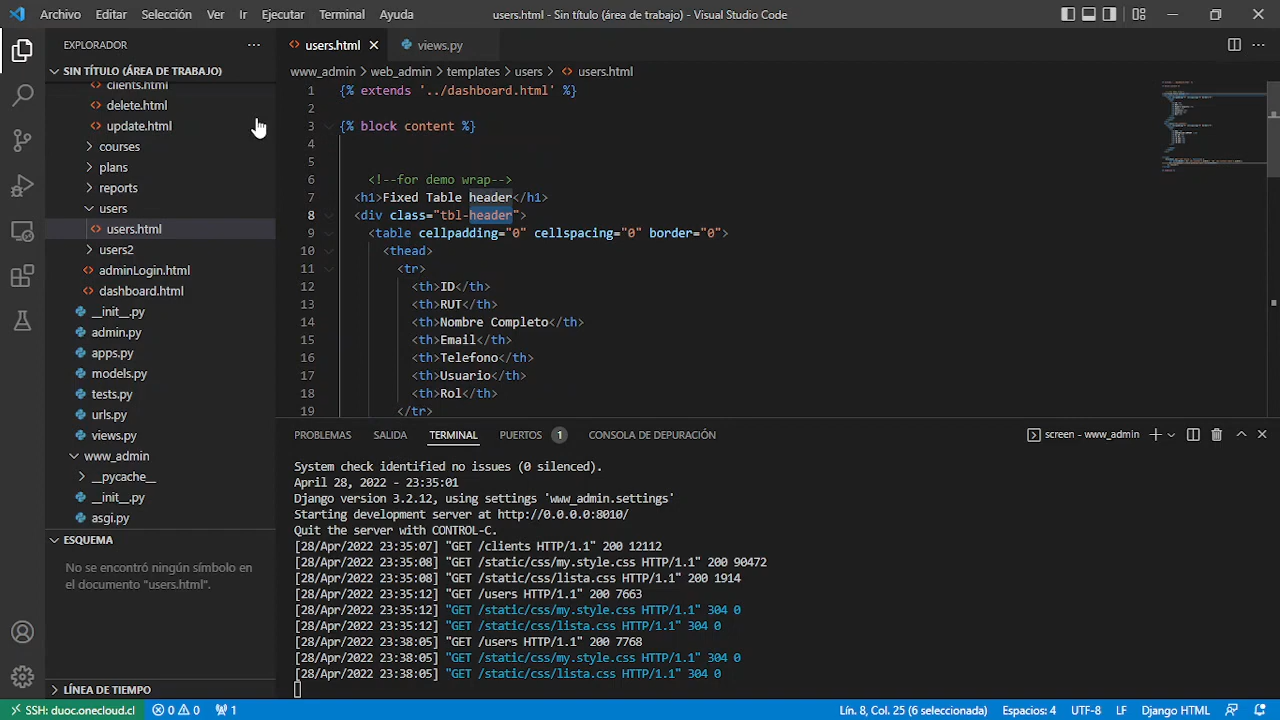 Archivo Editar Selección Ver Ir Ejecutar Terminal Ayuda users.html - Sin título (área de trabajo) - Visual Studio Code
EXPLORADOR ...
SIN TÍTULO (ÁREA DE TRABAJO)
clients.html
delete.html
update.html
courses
plans
reports
users
users.html
users2
adminLogin.html
dashboard.html
__init__.py
admin.py
apps.py
models.py
tests.py
urls.py
views.py
www_admin
__pycache__
__init__.py
asgi.py
ESQUEMA
No se encontró ningún símbolo en
el documento "users.html".
LÍNEA DE TIEMPO
users.html views.py
www_admin > web_admin > templates > users > users.html
1 {% extends '../dashboard.html' %}
2
3 {% block content %}
4
5
6 <!--for demo wrap-->
7 <h1>Fixed Table header</h1>
8 <div class="tbl-header">
9 <table cellpadding="0" cellspacing="0" border="0">
10 <thead>
11 <tr>
12 <th>ID</th>
13 <th>RUT</th>
14 <th>Nombre Completo</th>
15 <th>Email</th>
16 <th>Telefono</th>
17 <th>Usuario</th>
18 <th>Rol</th>
19 </tr>
PROBLEMAS SALIDA TERMINAL PUERTOS 1 CONSOLA DE DEPURACIÓN screen - www_admin
System check identified no issues (0 silenced).
April 28, 2022 - 23:35:01
Django version 3.2.12, using settings 'www_admin.settings'
Starting development server at http://0.0.0.0:8010/
Quit the server with CONTROL-C.
[28/Apr/2022 23:35:07] "GET /clients HTTP/1.1" 200 12112
[28/Apr/2022 23:35:08] "GET /static/css/my.style.css HTTP/1.1" 200 90472
[28/Apr/2022 23:35:08] "GET /static/css/lista.css HTTP/1.1" 200 1914
[28/Apr/2022 23:35:12] "GET /users HTTP/1.1" 200 7663
[28/Apr/2022 23:35:12] "GET /static/css/my.style.css HTTP/1.1" 304 0
[28/Apr/2022 23:35:12] "GET /static/css/lista.css HTTP/1.1" 304 0
[28/Apr/2022 23:38:05] "GET /users HTTP/1.1" 200 7768
[28/Apr/2022 23:38:05] "GET /static/css/my.style.css HTTP/1.1" 304 0
[28/Apr/2022 23:38:05] "GET /static/css/lista.css HTTP/1.1" 304 0
SSH: duoc.onecloud.cl 0 0 1 Lín. 8, Col. 25 (6 seleccionada) Espacios: 4 UTF-8 LF Django HTML